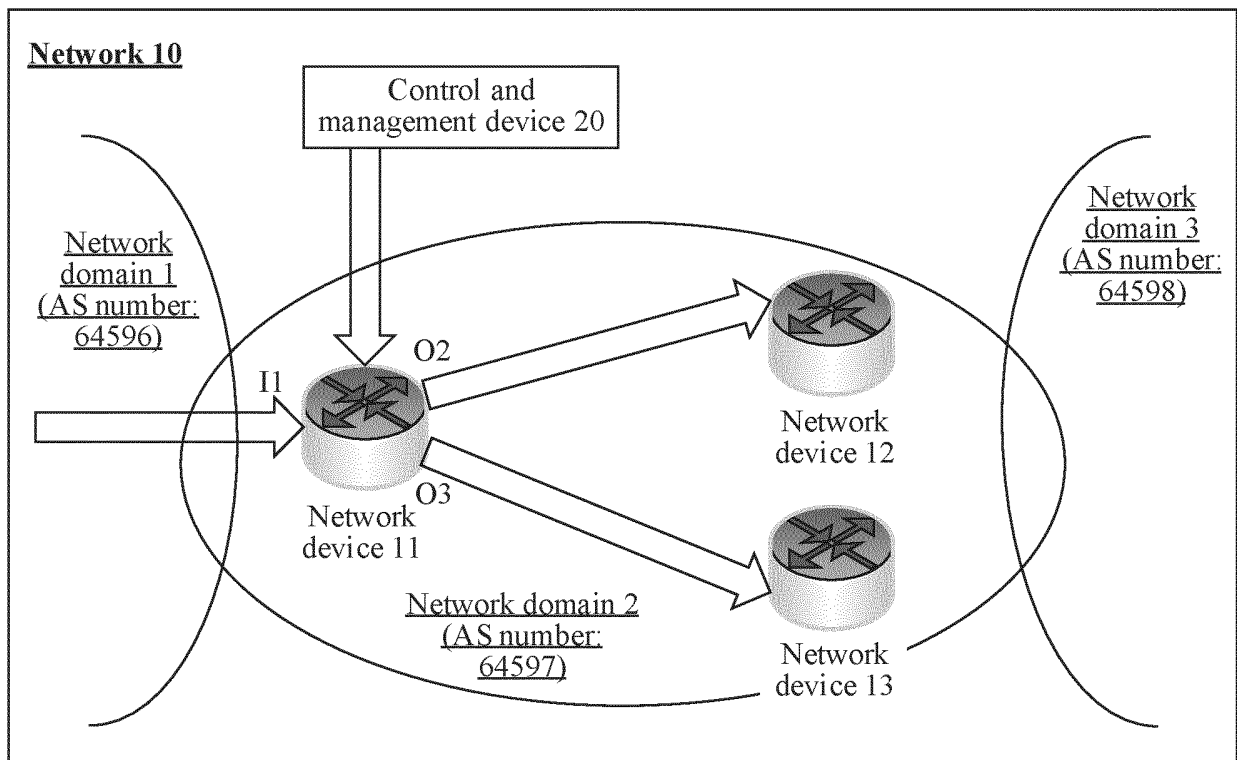 Network 10
Control and
management device 20
Network
domain 1
(AS number:
64596)
Network
domain 3
(AS number:
64598)
I1
O2
O3
Network
device 11
Network
device 12
Network domain 2
(AS number:
64597)
Network
device 13